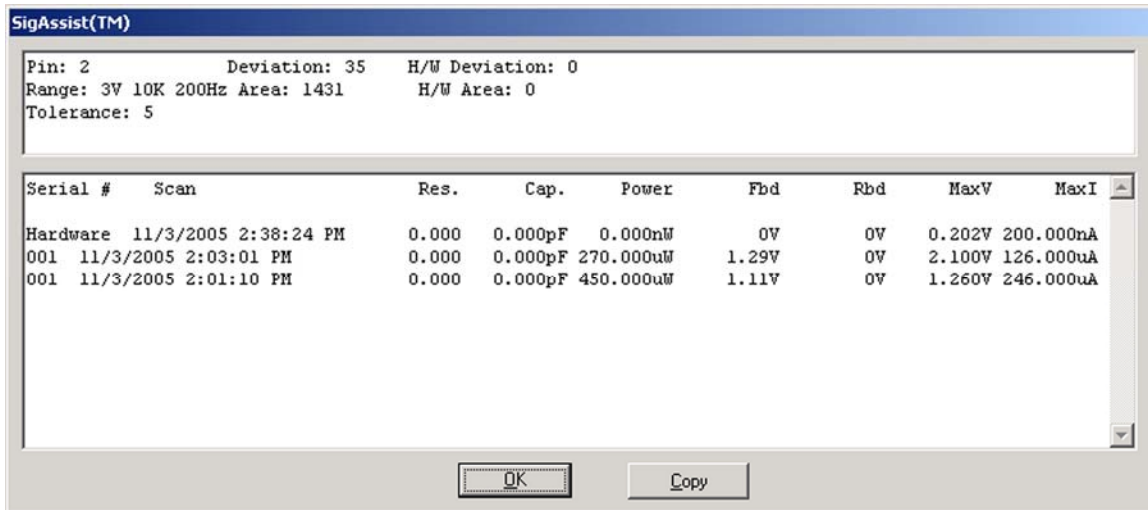 SigAssist(TM)
Pin: 2 Deviation: 35 H/W Deviation: 0
Range: 3V 10K 200Hz Area: 1431 H/W Area: 0
Tolerance: 5
Serial # Scan Res. Cap. Power Fbd Rbd MaxV MaxI
Hardware 11/3/2005 2:38:24 PM 0.000 0.000pF 0.000nW 0V 0V 0.202V 200.000nA
001 11/3/2005 2:03:01 PM 0.000 0.000pF 270.000uW 1.29V 0V 2.100V 126.000uA
001 11/3/2005 2:01:10 PM 0.000 0.000pF 450.000uW 1.11V 0V 1.260V 246.000uA
OK Copy